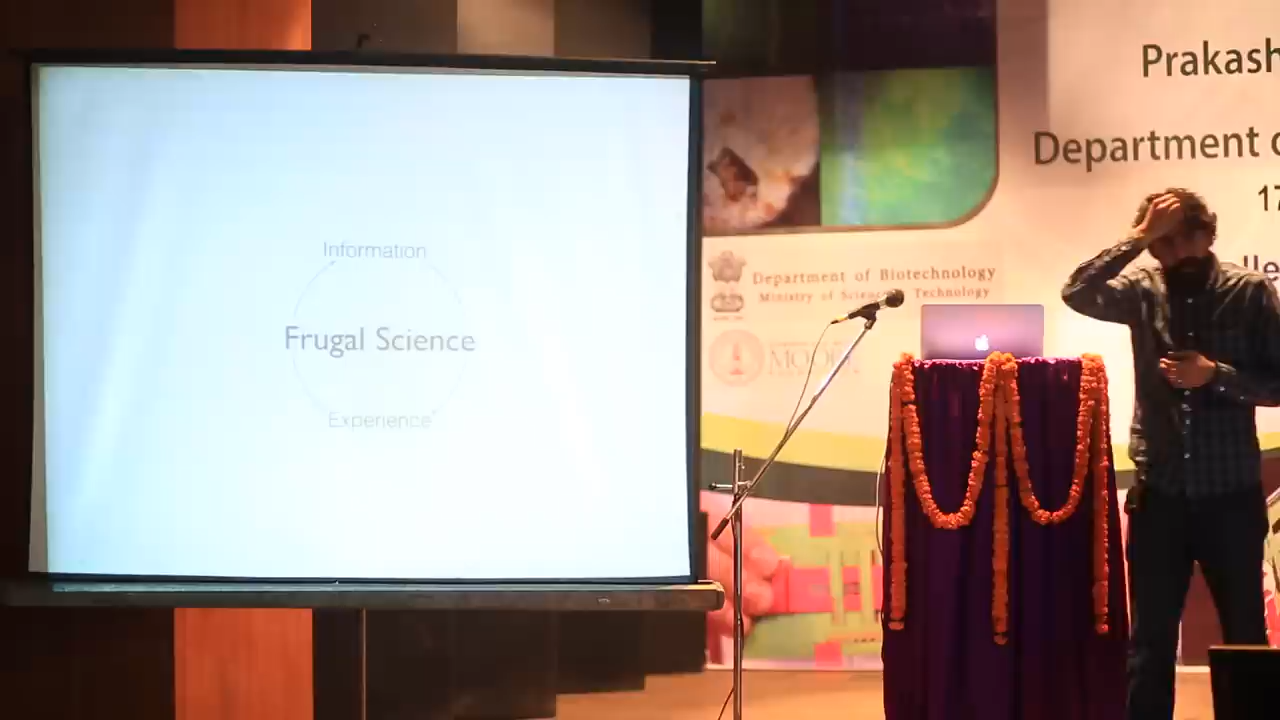 Information
Frugal Science
Experience
Prakash
Department
17
Department of Biotechnology
Ministry of Science Technology